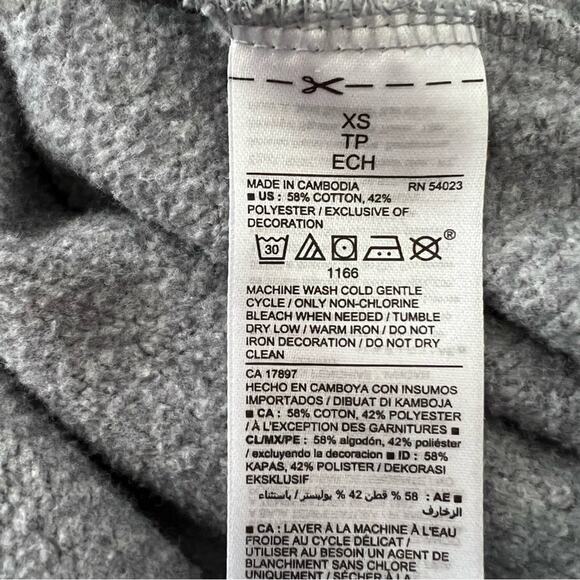 XS
TP
ECH
MADE IN CAMBODIA RN 54023
■ US : 58% COTTON, 42%
POLYESTER / EXCLUSIVE OF
DECORATION
30 ®
1166
MACHINE WASH COLD GENTLE
CYCLE / ONLY NON-CHLORINE
BLEACH WHEN NEEDED / TUMBLE
DRY LOW / WARM IRON / DO NOT
IRON DECORATION / DO NOT DRY
CLEAN
CA 17897
HECHO EN CAMBOYA CON INSUMOS
IMPORTADOS / DIBUAT DI KAMBOJA
■ CA : 58% COTON, 42% POLYESTER
/ À L'EXCEPTION DES GARNITURES ■
CL/MX/PE : 58% algodón, 42% poliéster
/ excluyendo la decoracion ■ ID : 58%
KAPAS, 42% POLISTER / DEKORASI
EKSKLUSIF
■ AE : 58 % قطن 42 % بوليستر / باستثناء
الزخارف
■ CA : LAVER À LA MACHINE À L'EAU
FROIDE AU CYCLE DÉLICAT /
UTILISER AU BESOIN UN AGENT DE
BLANCHIMENT SANS CHLORE
UNIQUEMENT / SÉCHER À LA